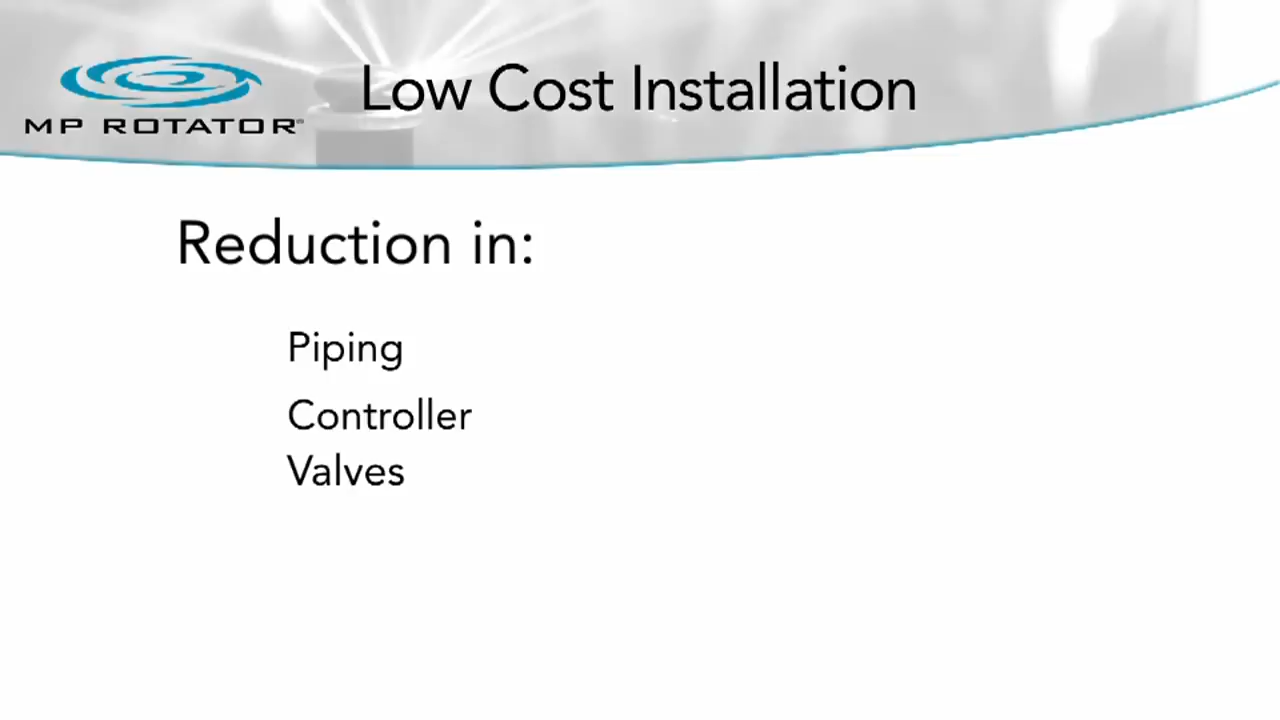 Low Cost Installation
MP ROTATOR®
Reduction in:
Piping
Controller
Valves